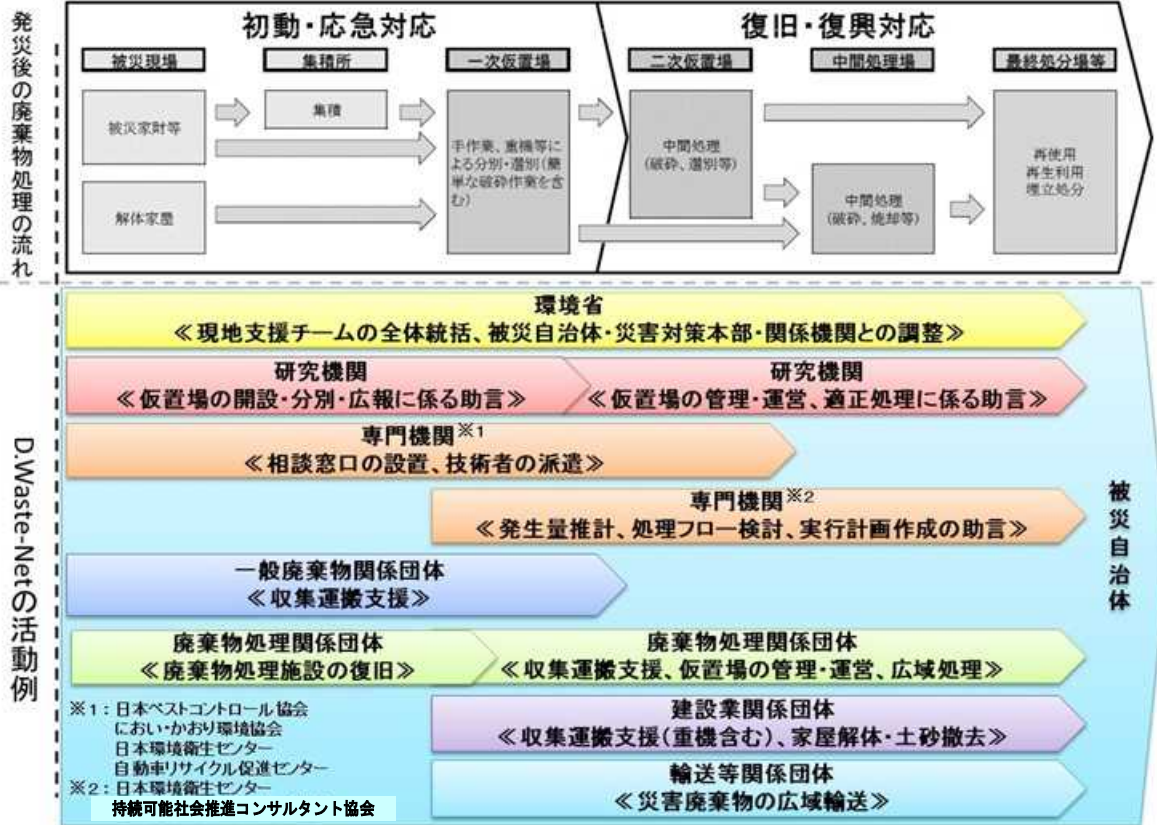 発災後の廃棄物処理の流れ
初動・応急対応
復旧・復興対応
被災現場
集積所
一次仮置場
二次仮置場
中間処理場
最終処分場等
被災家財等
集積
手作業、重機等に
よる分別・選別(簡
単な破砕作業を含
む)
中間処理
(破砕、選別等)
再使用
再生利用
埋立処分
解体家屋
中間処理
(破砕、焼却等)
D.Waste-Netの活動例
環境省
≪現地支援チームの全体統括、被災自治体・災害対策本部・関係機関との調整≫
研究機関
≪仮置場の開設・分別・広報に係る助言≫
研究機関
≪仮置場の管理・運営、適正処理に係る助言≫
専門機関※1
≪相談窓口の設置、技術者の派遣≫
専門機関※2
≪発生量推計、処理フロー検討、実行計画作成の助言≫
一般廃棄物関係団体
≪収集運搬支援≫
廃棄物処理関係団体
≪廃棄物処理施設の復旧≫
廃棄物処理関係団体
≪収集運搬支援、仮置場の管理・運営、広域処理≫
建設業関係団体
≪収集運搬支援(重機含む)、家屋解体・土砂撤去≫
輸送等関係団体
≪災害廃棄物の広域輸送≫
被災自治体
※1：日本ペストコントロール協会
におい・かおり環境協会
日本環境衛生センター
自動車リサイクル促進センター
※2：日本環境衛生センター
持続可能社会推進コンサルタント協会